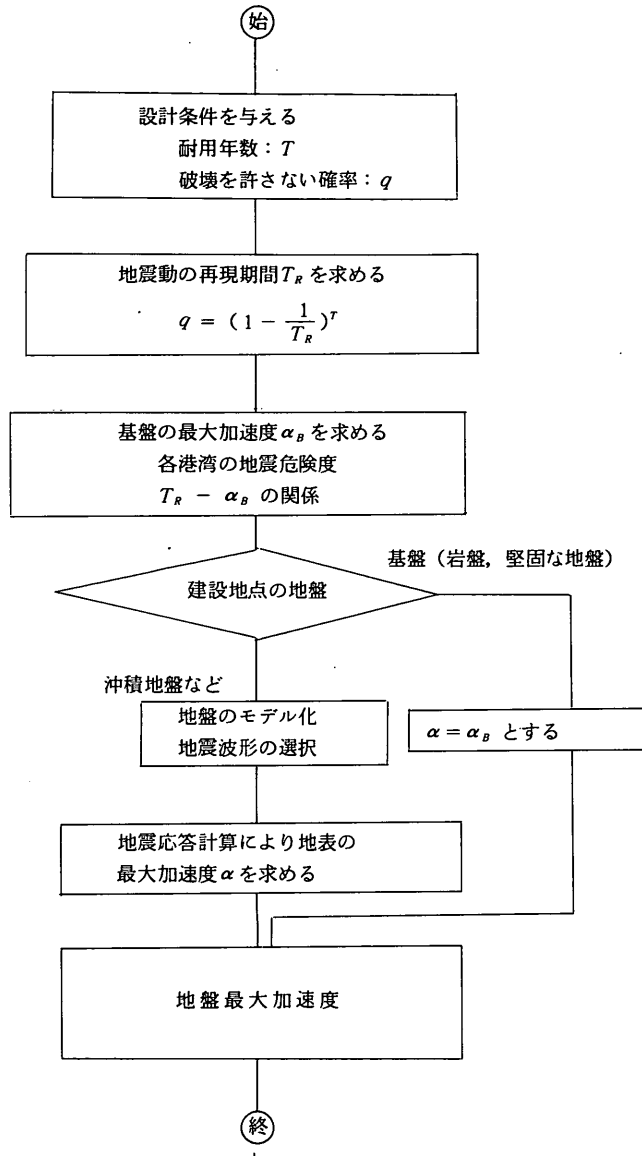 始
設計条件を与える
耐用年数：T
破壊を許さない確率：q
地震動の再現期間T_Rを求める
q = (1 - 1/T_R)^T
基盤の最大加速度α_Bを求める
各港湾の地震危険度
T_R - α_B の関係
建設地点の地盤
基盤（岩盤，堅固な地盤）
沖積地盤など
地盤のモデル化
地震波形の選択
α＝α_B とする
地震応答計算により地表の
最大加速度αを求める
地盤最大加速度
終